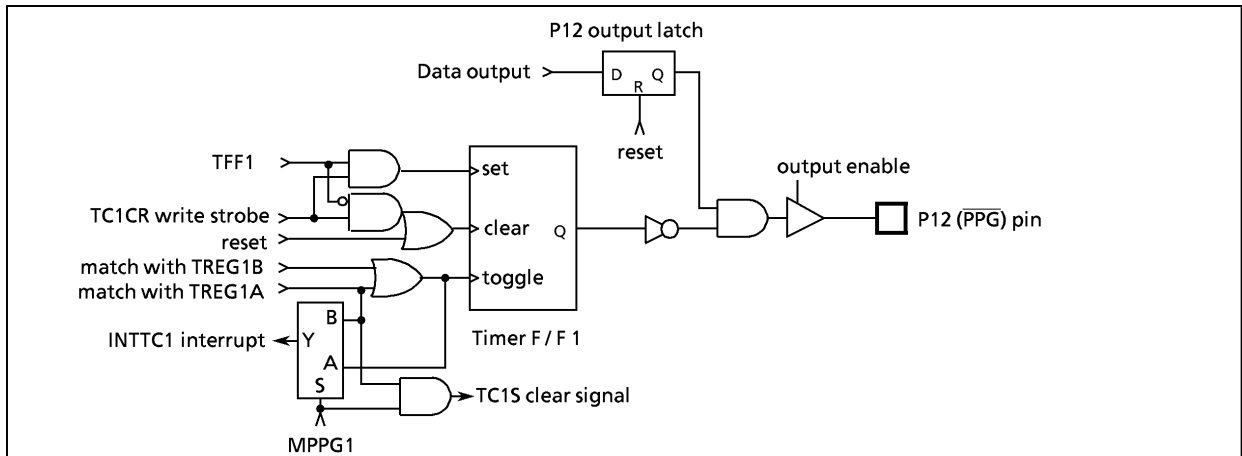 P12 output latch
Data output
D Q
R
reset
output enable
TFF1
set
TC1CR write strobe
clear
Q
P12 (PPG) pin
reset
match with TREG1B
toggle
match with TREG1A
B
INTTC1 interrupt
Y
Timer F / F 1
A
S
TC1S clear signal
MPPG1